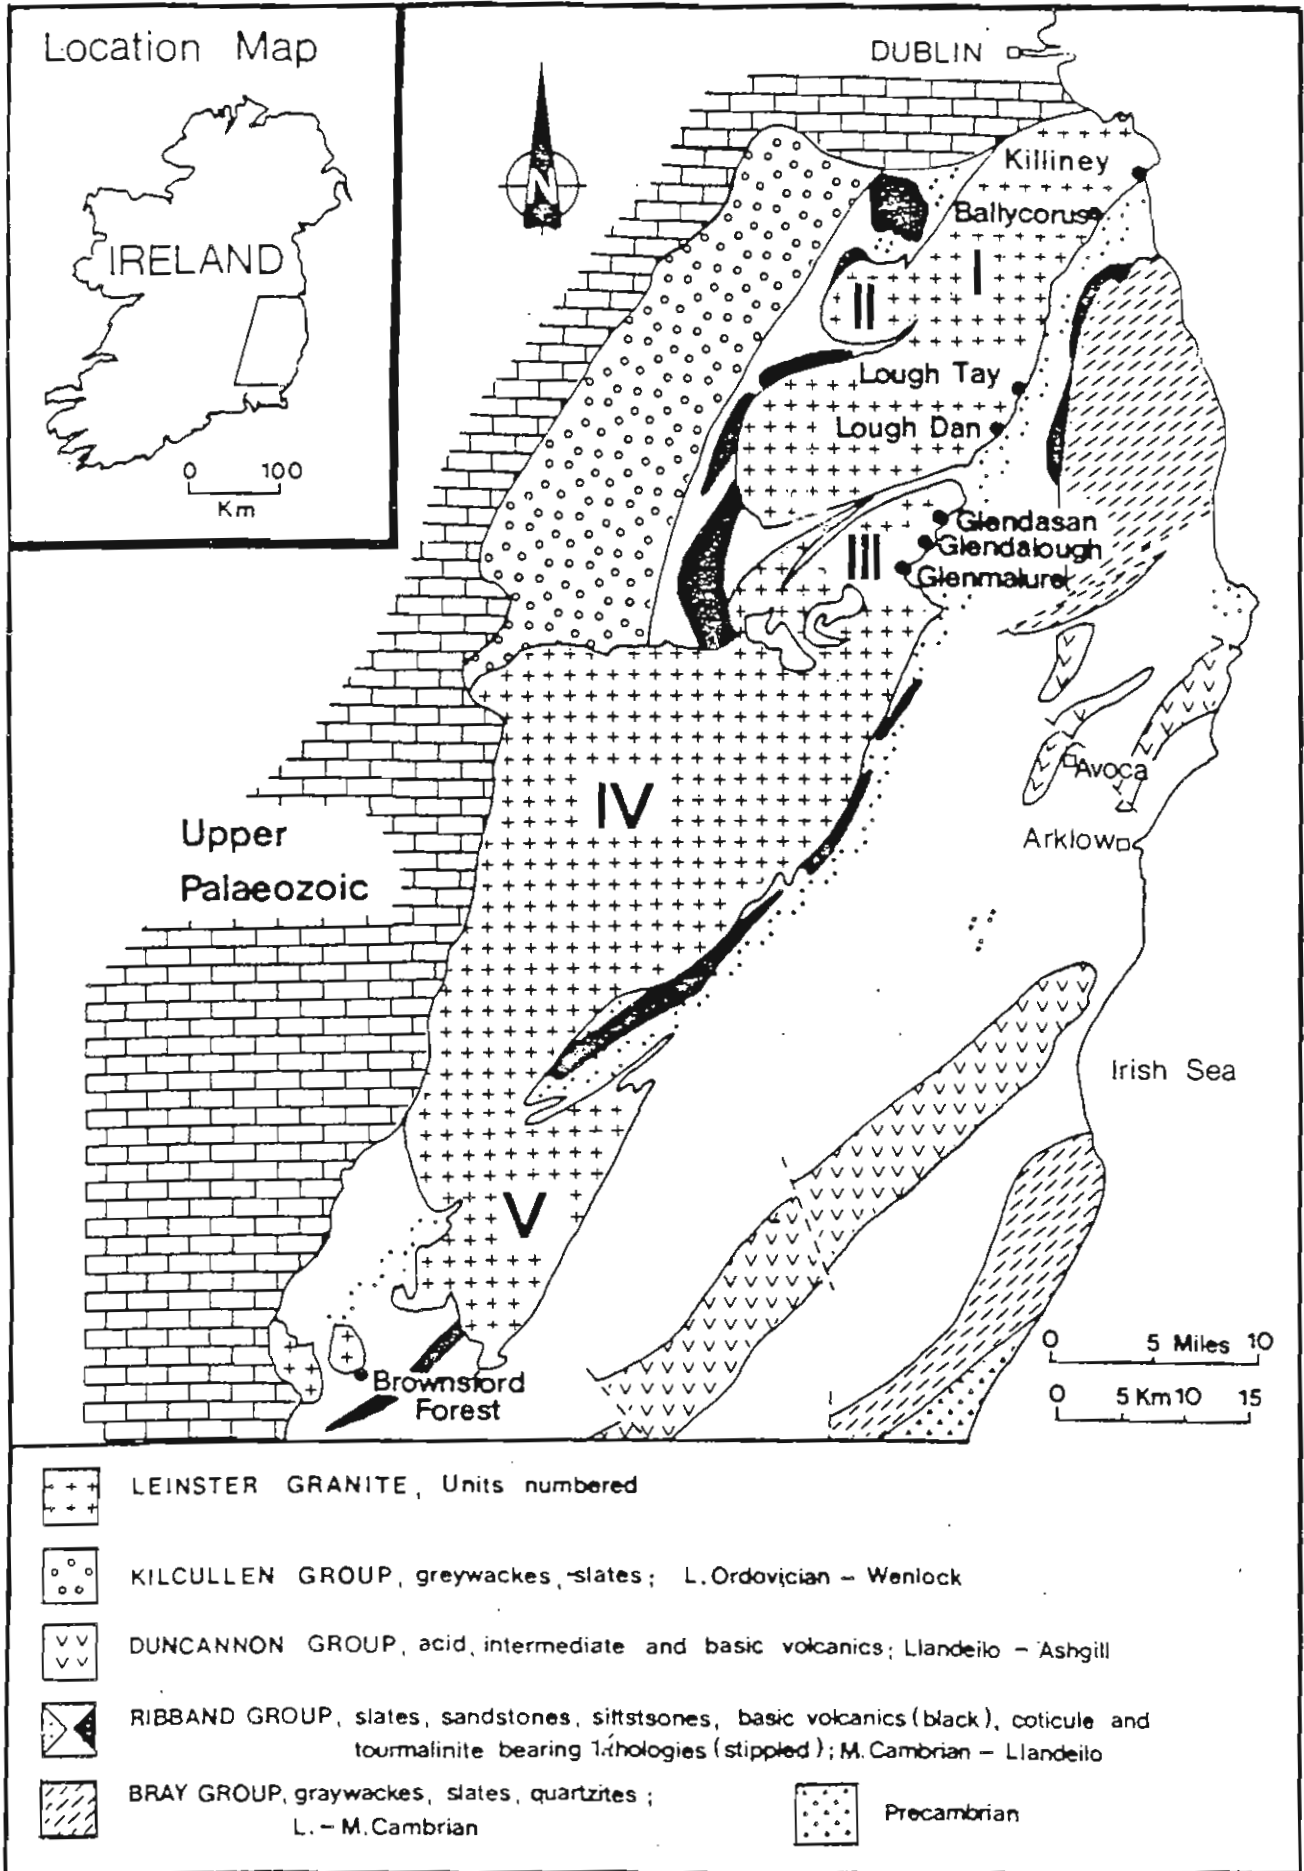 Location Map
IRELAND
0 100
Km
N
DUBLIN
Killiney
Ballycorus
I
II
Lough Tay
Lough Dan
Glendasan
III
Glendalough
Glenmalure
IV
Avoca
Arklow
Upper
Palaeozoic
Irish Sea
V
Brownsford
Forest
0 5 Miles 10
0 5 Km 10 15
LEINSTER GRANITE, Units numbered
KILCULLEN GROUP, greywackes, slates; L.Ordovician – Wenlock
DUNCANNON GROUP, acid, intermediate and basic volcanics; Llandeilo – Ashgill
RIBBAND GROUP, slates, sandstones, siltstsones, basic volcanics (black), coticule and
tourmalinite bearing lithologies (stippled); M.Cambrian – Llandeilo
BRAY GROUP, graywackes, slates, quartzites;
L.– M.Cambrian
Precambrian